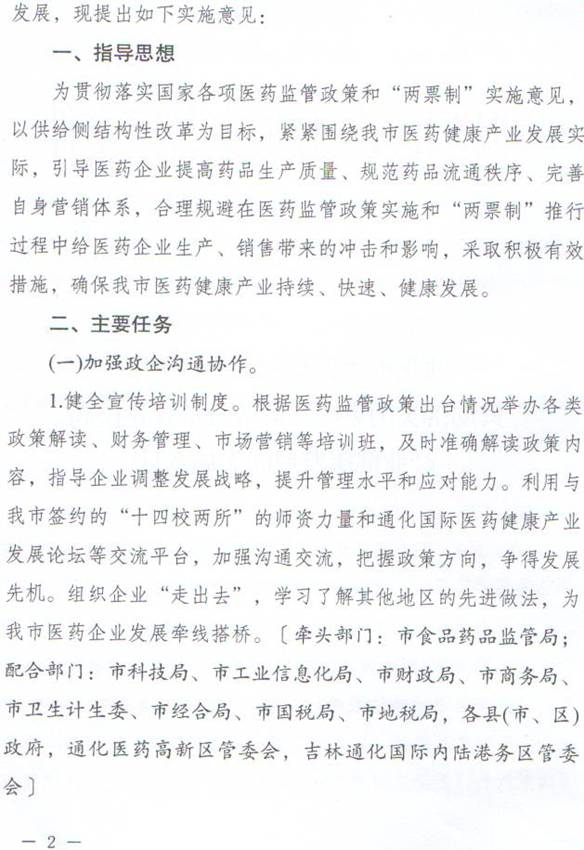 发展，现提出如下实施意见：
一、指导思想
为贯彻落实国家各项医药监管政策和“两票制”实施意见，
以供给侧结构性改革为目标，紧紧围绕我市医药健康产业发展实
际，引导医药企业提高药品生产质量、规范药品流通秩序、完善
自身营销体系，合理规避在医药监管政策实施和“两票制”推行
过程中给医药企业生产、销售带来的冲击和影响，采取积极有效
措施，确保我市医药健康产业持续、快速、健康发展。
二、主要任务
(一)加强政企沟通协作。
1.健全宣传培训制度。根据医药监管政策出台情况举办各类
政策解读、财务管理、市场营销等培训班，及时准确解读政策内
容，指导企业调整发展战略，提升管理水平和应对能力。利用与
我市签约的“十四校两所”的师资力量和通化国际医药健康产业
发展论坛等交流平台，加强沟通交流，把握政策方向，争得发展
先机。组织企业“走出去”，学习了解其他地区的先进做法，为
我市医药企业发展牵线搭桥。〔牵头部门：市食品药品监管局；
配合部门：市科技局、市工业信息化局、市财政局、市商务局、
市卫生计生委、市经合局、市国税局、市地税局，各县(市、区)
政府，通化医药高新区管委会，吉林通化国际内陆港务区管委
会〕
— 2 —